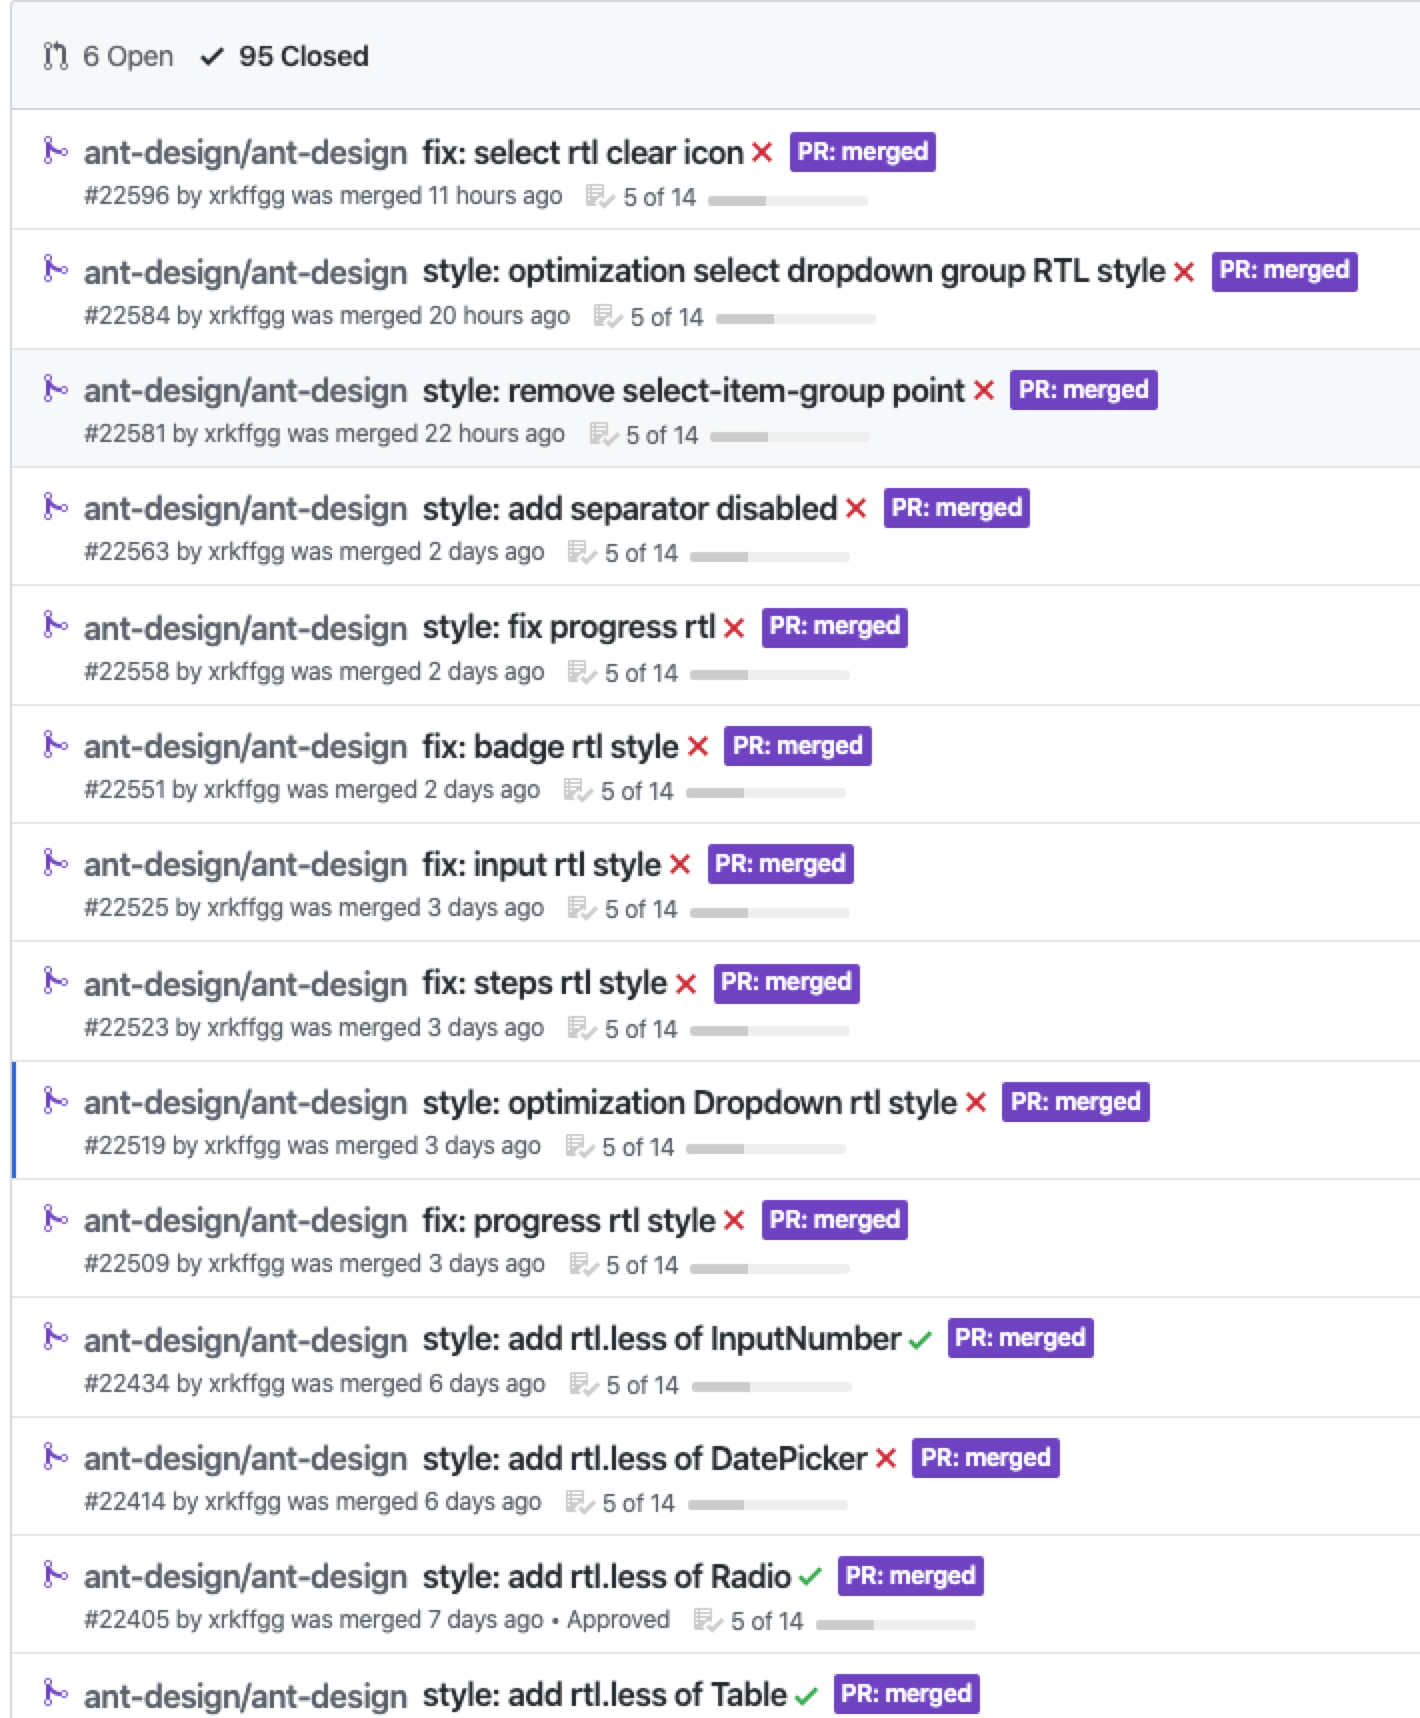 6 Open 95 Closed
ant-design/ant-design fix: select rtl clear icon PR: merged
#22596 by xrkffgg was merged 11 hours ago 5 of 14
ant-design/ant-design style: optimization select dropdown group RTL style PR: merged
#22584 by xrkffgg was merged 20 hours ago 5 of 14
ant-design/ant-design style: remove select-item-group point PR: merged
#22581 by xrkffgg was merged 22 hours ago 5 of 14
ant-design/ant-design style: add separator disabled PR: merged
#22563 by xrkffgg was merged 2 days ago 5 of 14
ant-design/ant-design style: fix progress rtl PR: merged
#22558 by xrkffgg was merged 2 days ago 5 of 14
ant-design/ant-design fix: badge rtl style PR: merged
#22551 by xrkffgg was merged 2 days ago 5 of 14
ant-design/ant-design fix: input rtl style PR: merged
#22525 by xrkffgg was merged 3 days ago 5 of 14
ant-design/ant-design fix: steps rtl style PR: merged
#22523 by xrkffgg was merged 3 days ago 5 of 14
ant-design/ant-design style: optimization Dropdown rtl style PR: merged
#22519 by xrkffgg was merged 3 days ago 5 of 14
ant-design/ant-design fix: progress rtl style PR: merged
#22509 by xrkffgg was merged 3 days ago 5 of 14
ant-design/ant-design style: add rtl.less of InputNumber PR: merged
#22434 by xrkffgg was merged 6 days ago 5 of 14
ant-design/ant-design style: add rtl.less of DatePicker PR: merged
#22414 by xrkffgg was merged 6 days ago 5 of 14
ant-design/ant-design style: add rtl.less of Radio PR: merged
#22405 by xrkffgg was merged 7 days ago • Approved 5 of 14
ant-design/ant-design style: add rtl.less of Table PR: merged